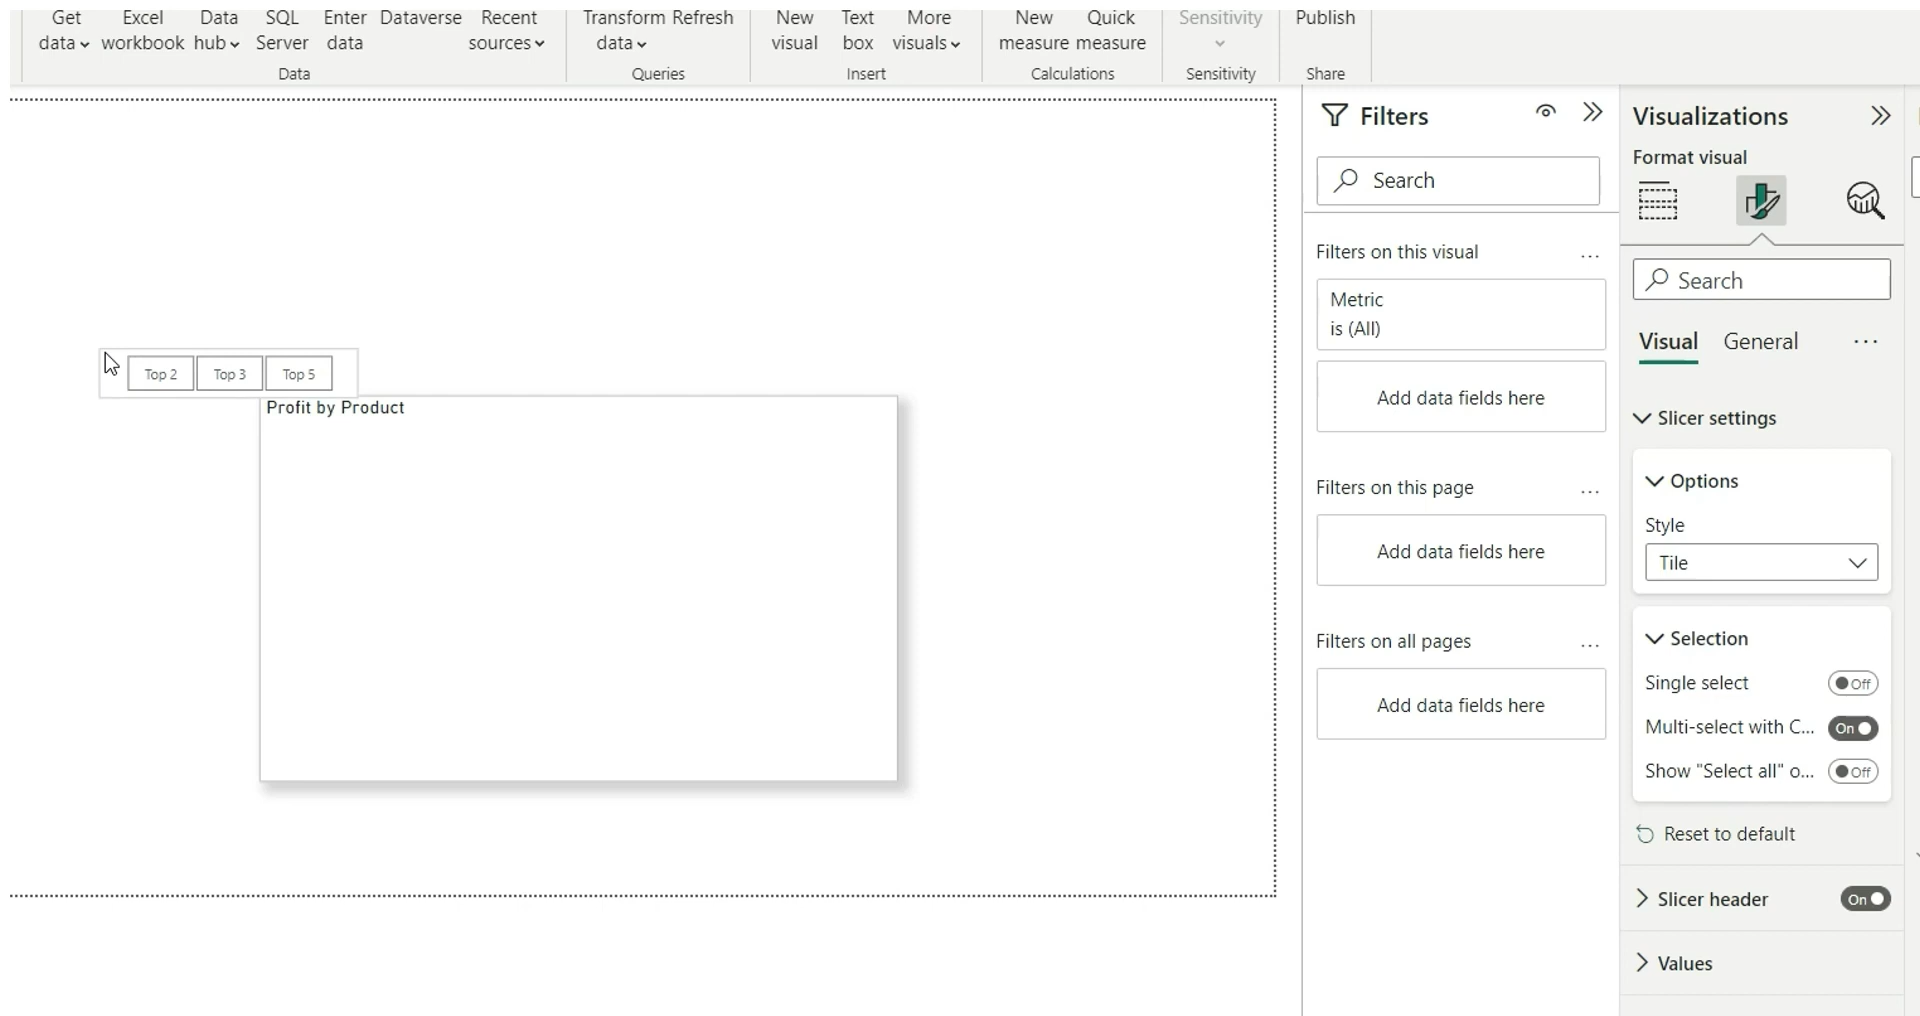 Get data
Excel workbook
Data hub
SQL Server
Enter data
Dataverse
Recent sources
Data
Transform data
Refresh
Queries
New visual
Text box
More visuals
Insert
New measure
Quick measure
Calculations
Sensitivity
Sensitivity
Publish
Share
Top 2
Top 3
Top 5
Profit by Product
Filters
Search
Filters on this visual
...
Metric
is (All)
Add data fields here
Filters on this page
...
Add data fields here
Filters on all pages
...
Add data fields here
Visualizations
Format visual
Search
Visual
General
...
Slicer settings
Options
Style
Tile
Selection
Single select
Off
Multi-select with C...
On
Show "Select all" o...
Off
Reset to default
Slicer header
On
Values